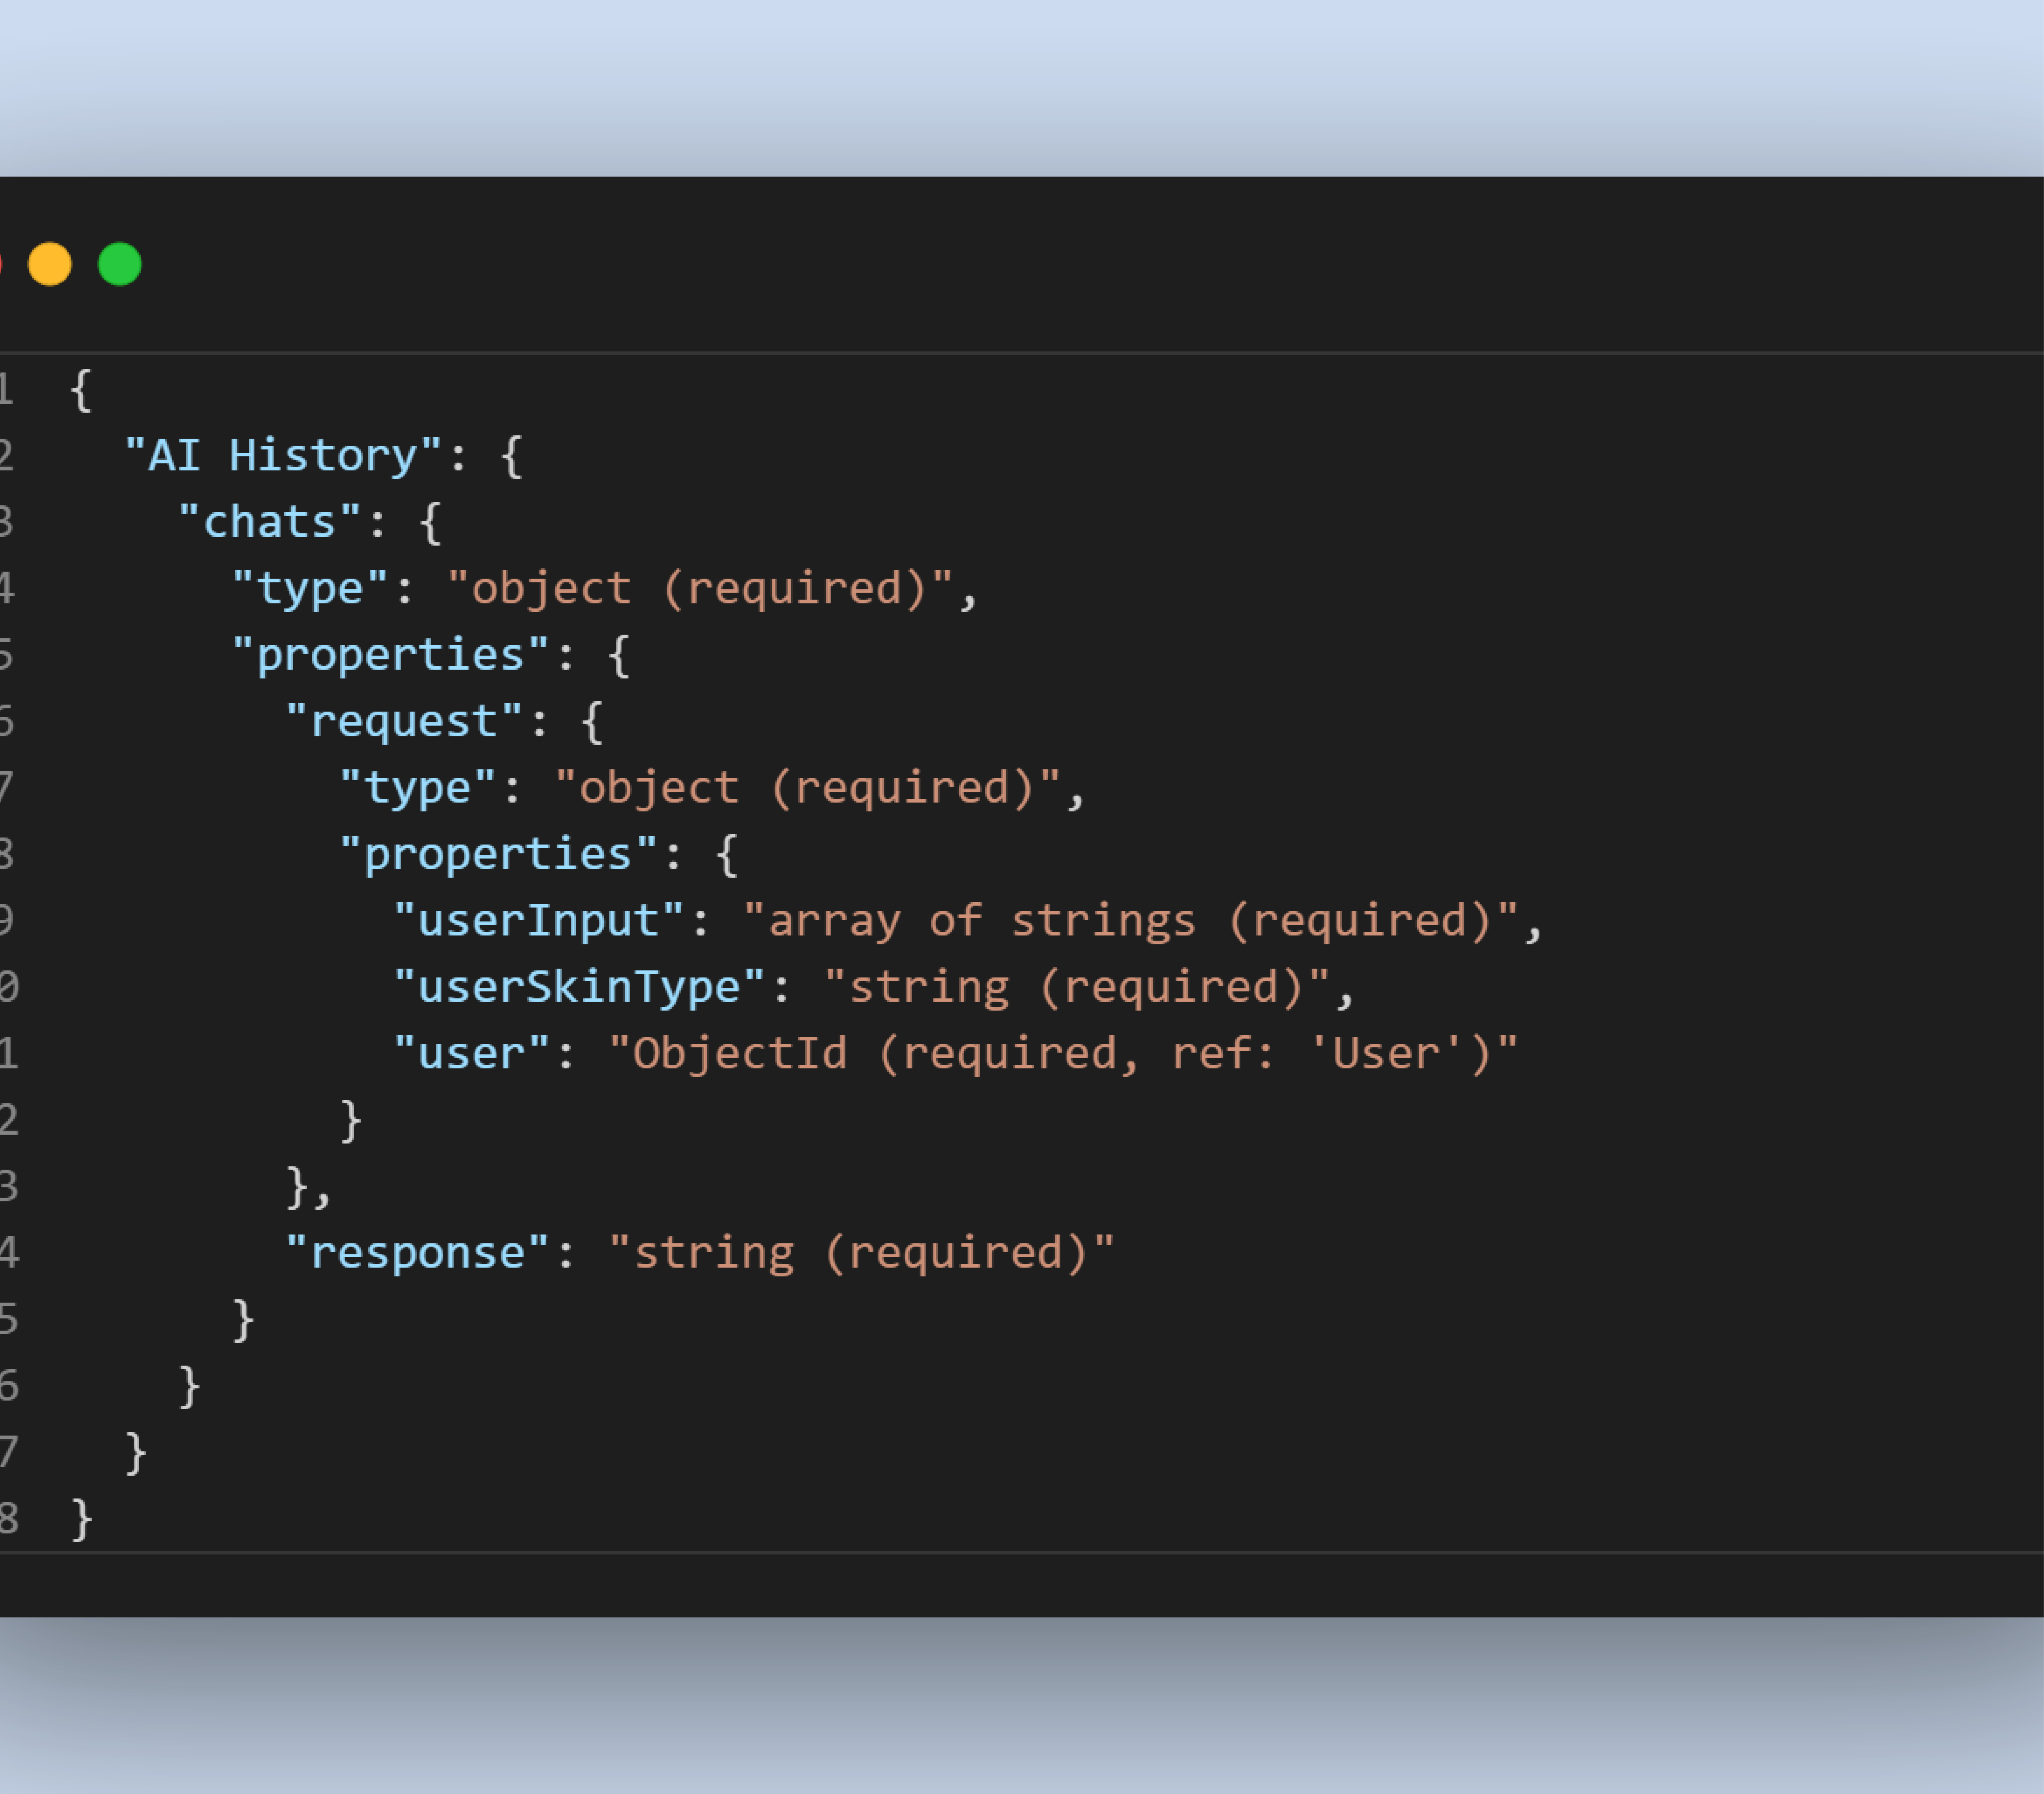 1 {
2   "AI History": {
3     "chats": {
4       "type": "object (required)",
5       "properties": {
6         "request": {
7           "type": "object (required)",
8           "properties": {
9             "userInput": "array of strings (required)",
0             "userSkinType": "string (required)",
1             "user": "ObjectId (required, ref: 'User')"
2           }
3         },
4         "response": "string (required)"
5       }
6     }
7   }
8 }